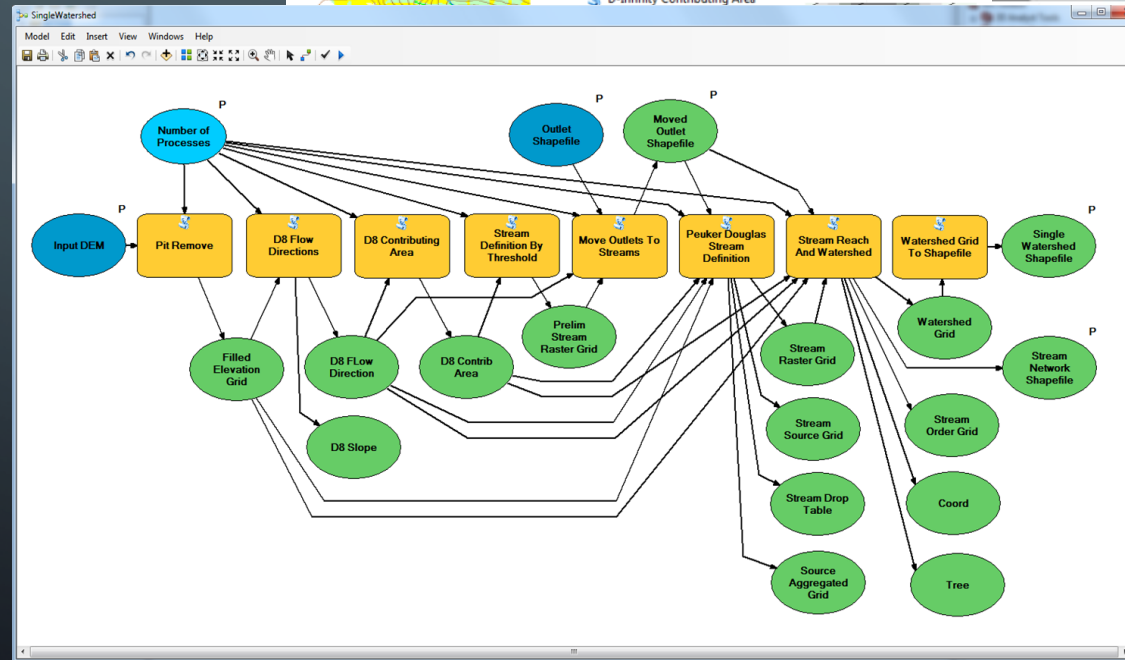 D-Infinity Contributing Area
SingleWatershed
3D Analyst Tools
Model Edit Insert View Windows Help
P
P
P
Number of
Processes
Outlet
Shapefile
Moved
Outlet
Shapefile
P
P
Input DEM
Pit Remove
D8 Flow
Directions
D8 Contributing
Area
Stream
Definition By
Threshold
Move Outlets To
Streams
Peuker Douglas
Stream
Definition
Stream Reach
And Watershed
Watershed Grid
To Shapefile
Single
Watershed
Shapefile
Filled
Elevation
Grid
D8 FLow
Direction
D8 Contrib
Area
Prelim
Stream
Raster Grid
Stream
Raster Grid
Watershed
Grid
P
Stream
Network
Shapefile
D8 Slope
Stream
Source Grid
Stream
Order Grid
Stream Drop
Table
Coord
Source
Aggregated
Grid
Tree